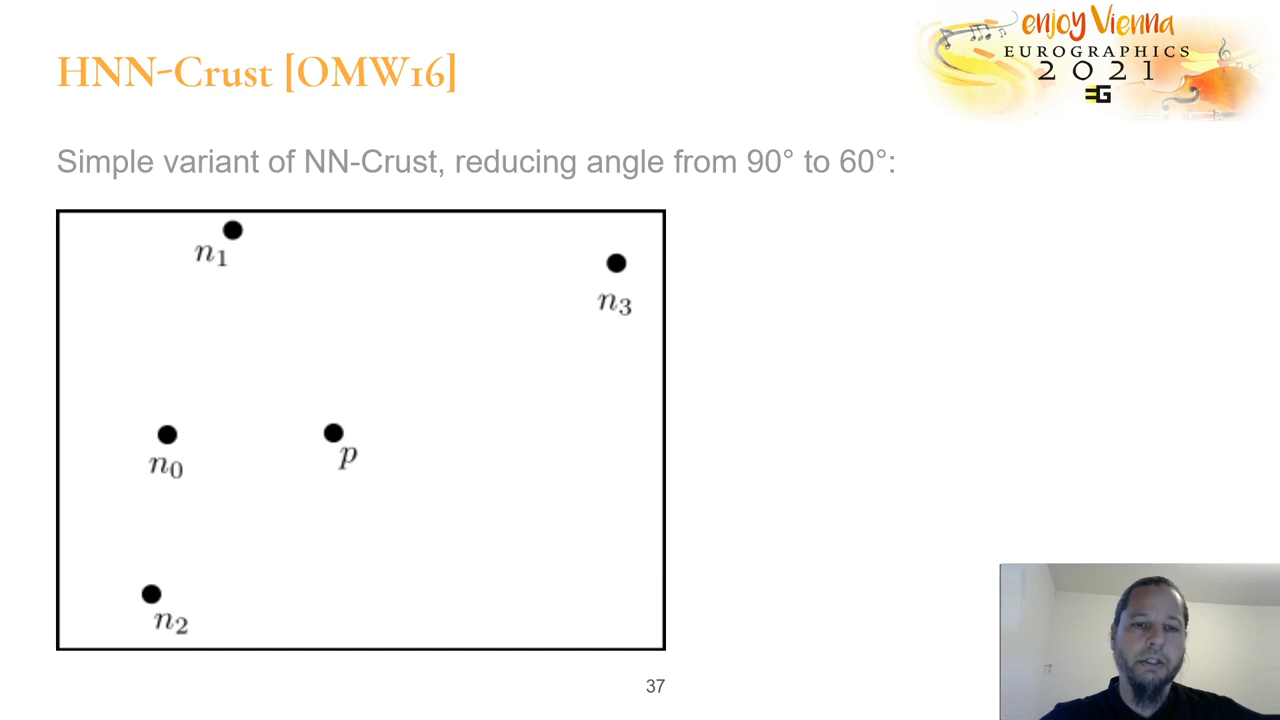 HNN-Crust [OMW16]
enjoy Vienna
EUROGRAPHICS
2021
EG
Simple variant of NN-Crust, reducing angle from 90° to 60°:
n₁
n₃
n₀
p
n₂
37